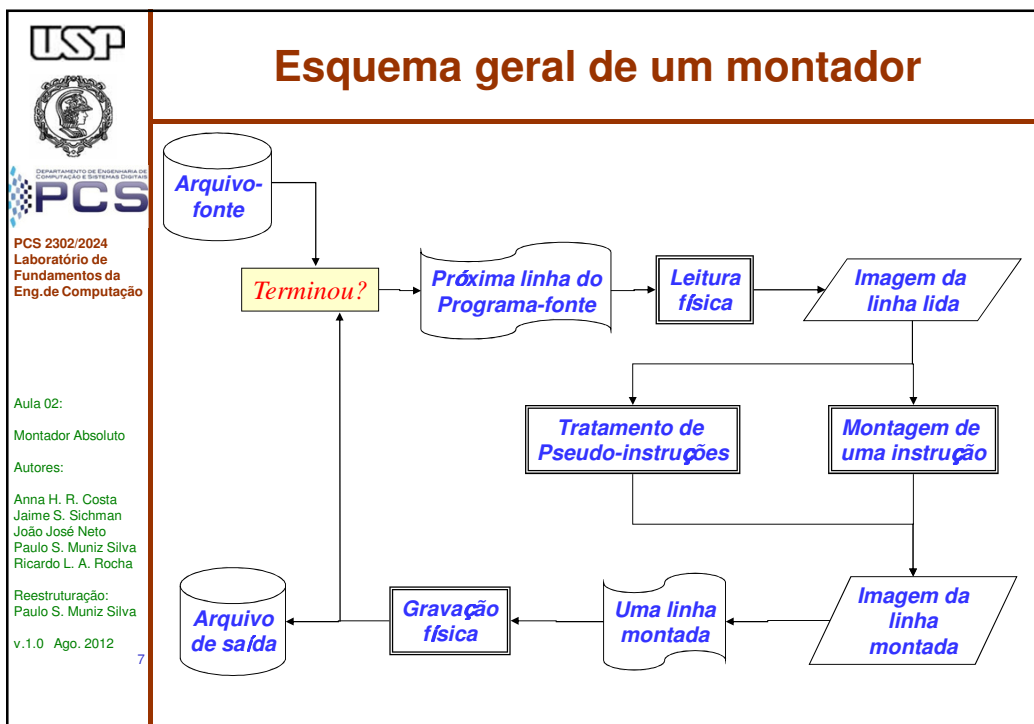 USP
Esquema geral de um montador
DEPARTAMENTO DE ENGENHARIA DE
COMPUTAÇÃO E SISTEMAS DIGITAIS
PCS
PCS 2302/2024
Laboratório de
Fundamentos da
Eng.de Computação
Aula 02:
Montador Absoluto
Autores:
Anna H. R. Costa
Jaime S. Sichman
João José Neto
Paulo S. Muniz Silva
Ricardo L. A. Rocha
Reestruturação:
Paulo S. Muniz Silva
v.1.0 Ago. 2012
7
Arquivo-
fonte
Terminou?
Próxima linha do
Programa-fonte
Leitura
física
Imagem da
linha lida
Tratamento de
Pseudo-instruções
Montagem de
uma instrução
Arquivo
de saída
Gravação
física
Uma linha
montada
Imagem da
linha
montada